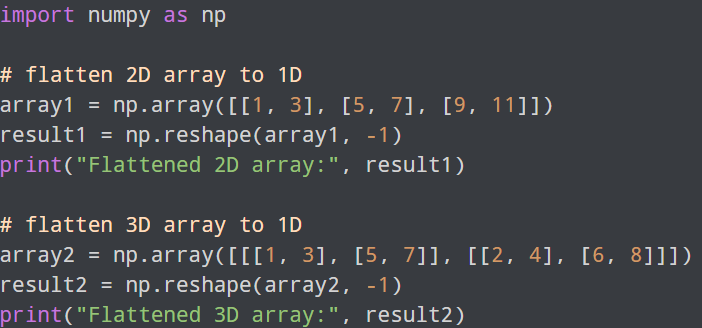 import numpy as np
# flatten 2D array to 1D
array1 = np.array([[1, 3], [5, 7], [9, 11]])
result1 = np.reshape(array1, -1)
print("Flattened 2D array:", result1)
# flatten 3D array to 1D
array2 = np.array([[[1, 3], [5, 7]], [[2, 4], [6, 8]]])
result2 = np.reshape(array2, -1)
print("Flattened 3D array:", result2)